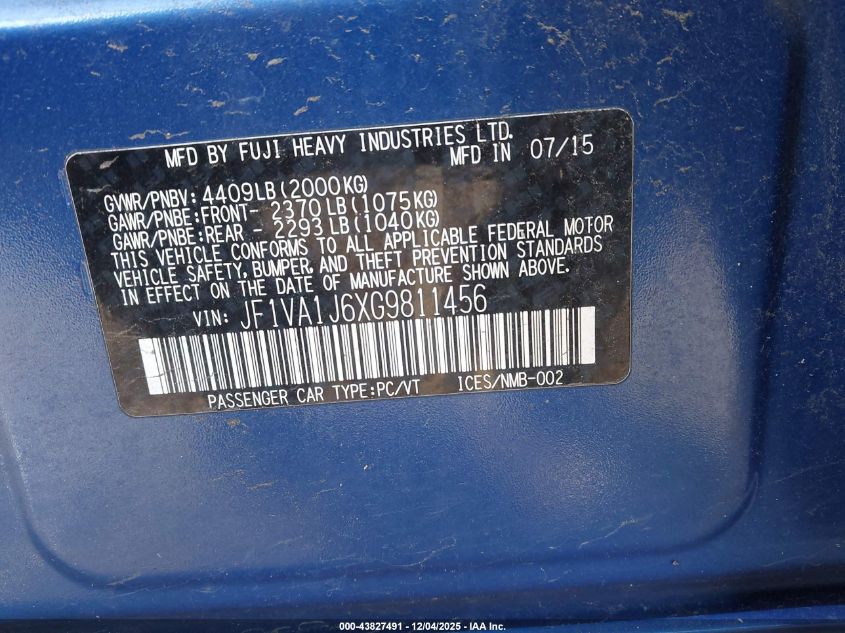 MFD BY FUJI HEAVY INDUSTRIES LTD.
MFD IN 07/15
GVWR/PNBV: 4409LB(2000KG)
GAWR/PNBE:FRONT- 2370LB(1075KG)
GAWR/PNBE:REAR - 2293LB(1040KG)
THIS VEHICLE CONFORMS TO ALL APPLICABLE FEDERAL MOTOR
VEHICLE SAFETY, BUMPER, AND THEFT PREVENTION STANDARDS
IN EFFECT ON THE DATE OF MANUFACTURE SHOWN ABOVE.
VIN: JF1VA1J6XG9811456
PASSENGER CAR TYPE:PC/VT ICES/NMB-002
000-43827491 - 12/04/2025 - IAA Inc.